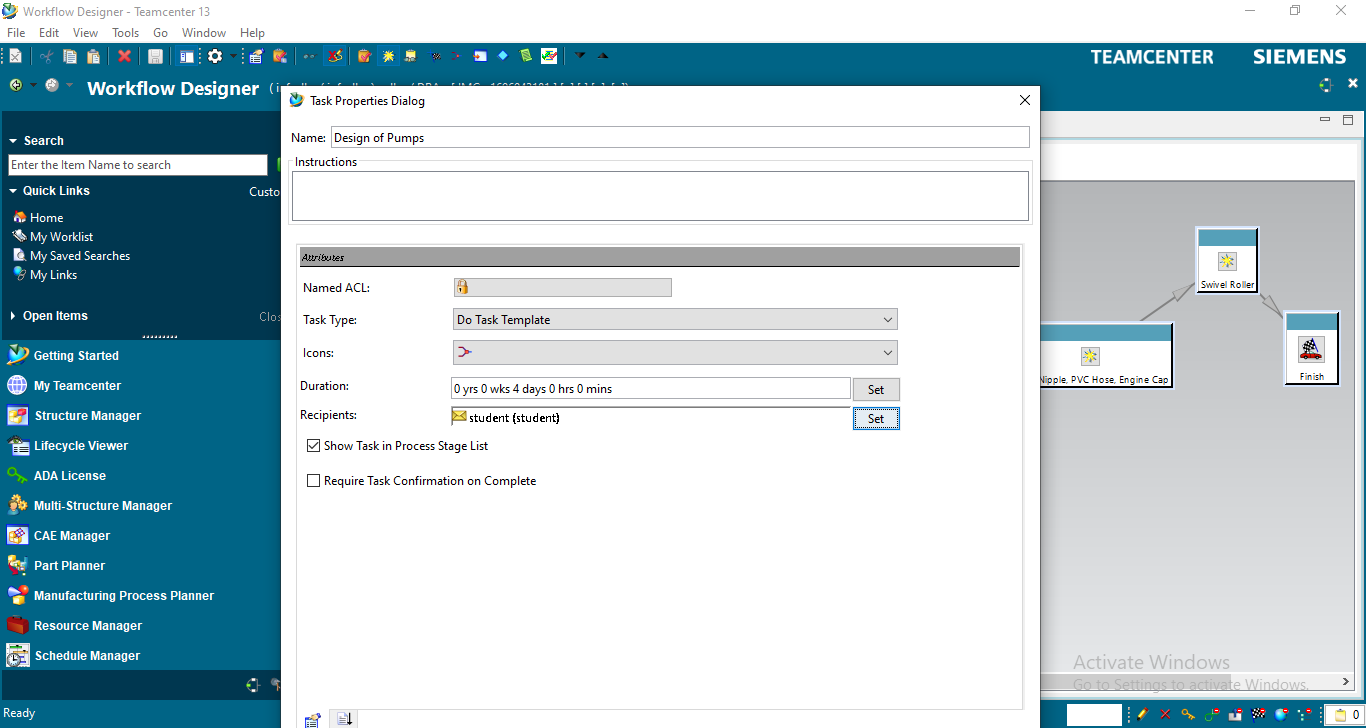 Workflow Designer - Teamcenter 13
File Edit View Tools Go Window Help
TEAMCENTER SIEMENS
Workflow Designer
Task Properties Dialog
Search
Enter the Item Name to search
Quick Links Custo
Home
My Worklist
My Saved Searches
My Links
Open Items Clos
Getting Started
My Teamcenter
Structure Manager
Lifecycle Viewer
ADA License
Multi-Structure Manager
CAE Manager
Part Planner
Manufacturing Process Planner
Resource Manager
Schedule Manager
Ready
Name: Design of Pumps
Instructions
Attributes
Named ACL:
Task Type: Do Task Template
Icons:
Duration: 0 yrs 0 wks 4 days 0 hrs 0 mins Set
Recipients: student (student) Set
Show Task in Process Stage List
Require Task Confirmation on Complete
Swivel Roller
Nipple, PVC Hose, Engine Cap
Finish
Activate Windows
Go to Settings to activate Windows.
0